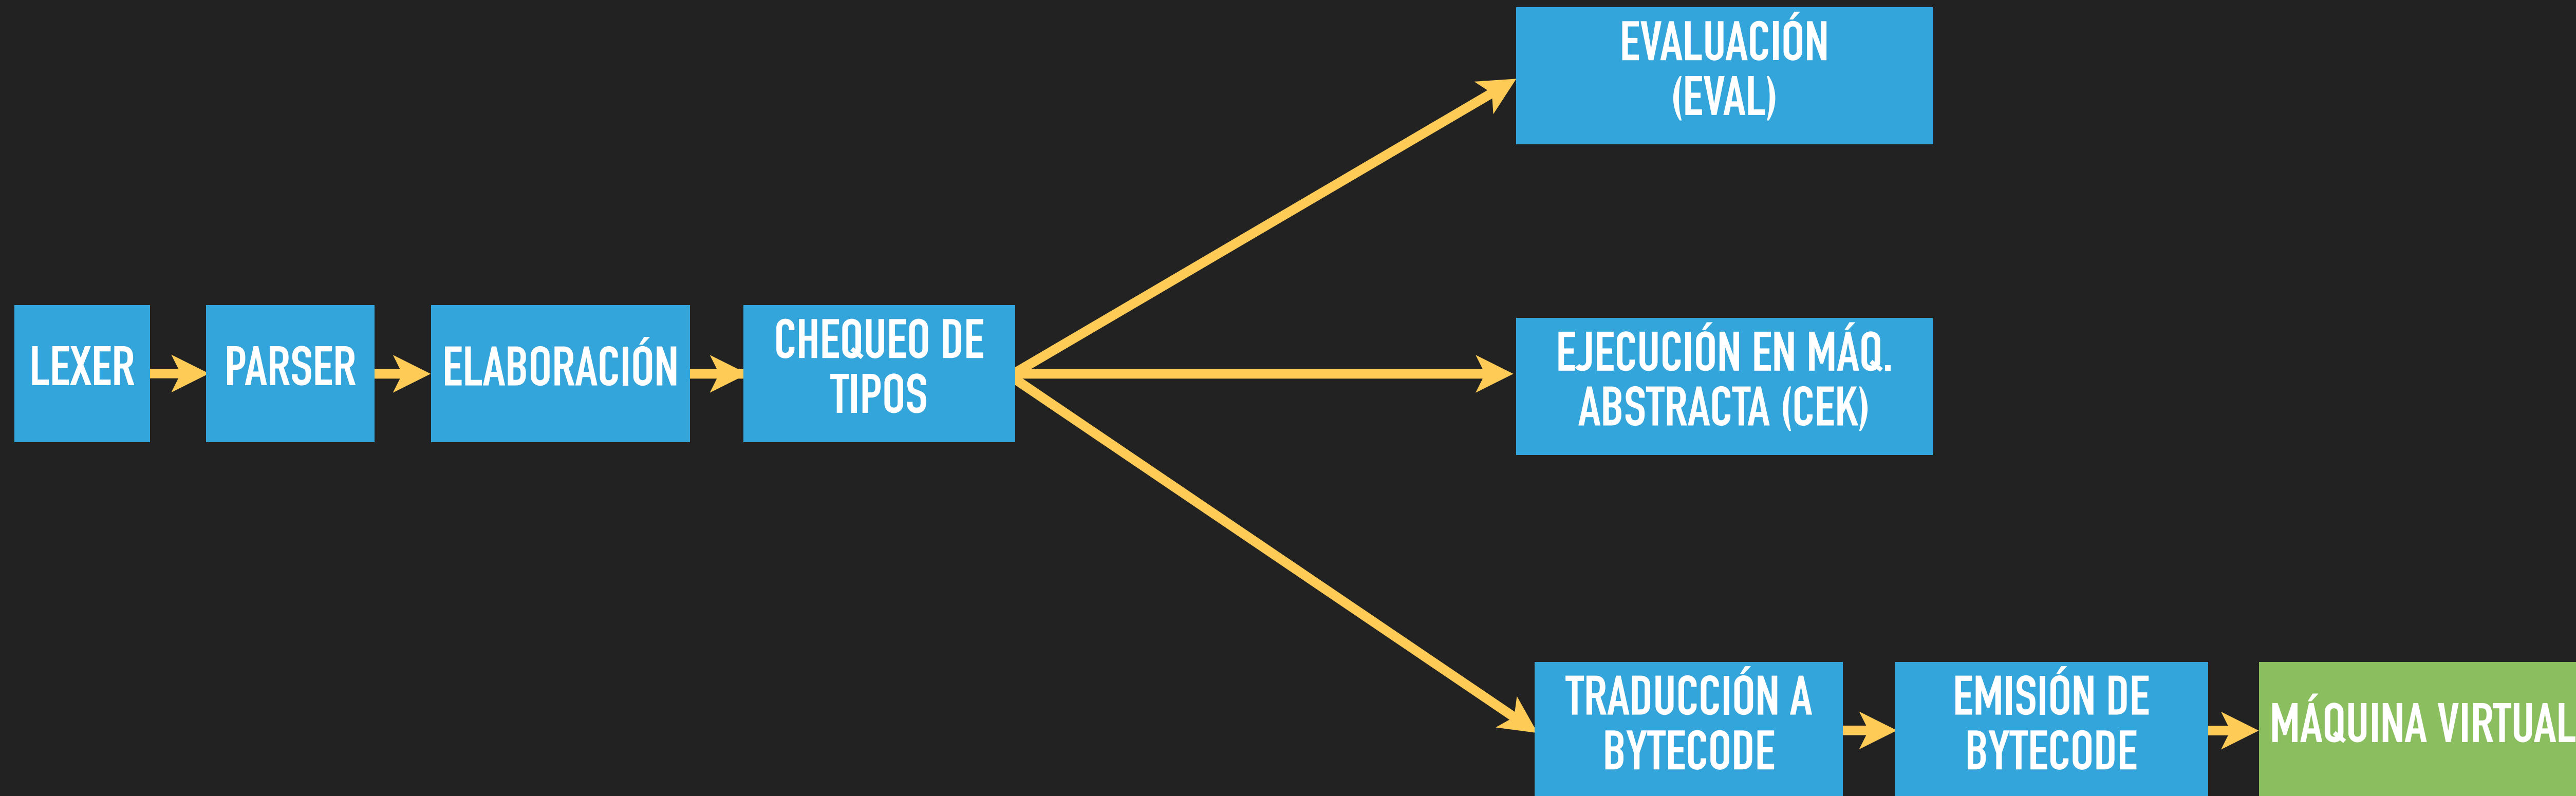 EVALUACIÓN
(EVAL)
LEXER
PARSER
ELABORACIÓN
CHEQUEO DE
TIPOS
EJECUCIÓN EN MÁQ.
ABSTRACTA (CEK)
TRADUCCIÓN A
BYTECODE
EMISIÓN DE
BYTECODE
MÁQUINA VIRTUAL